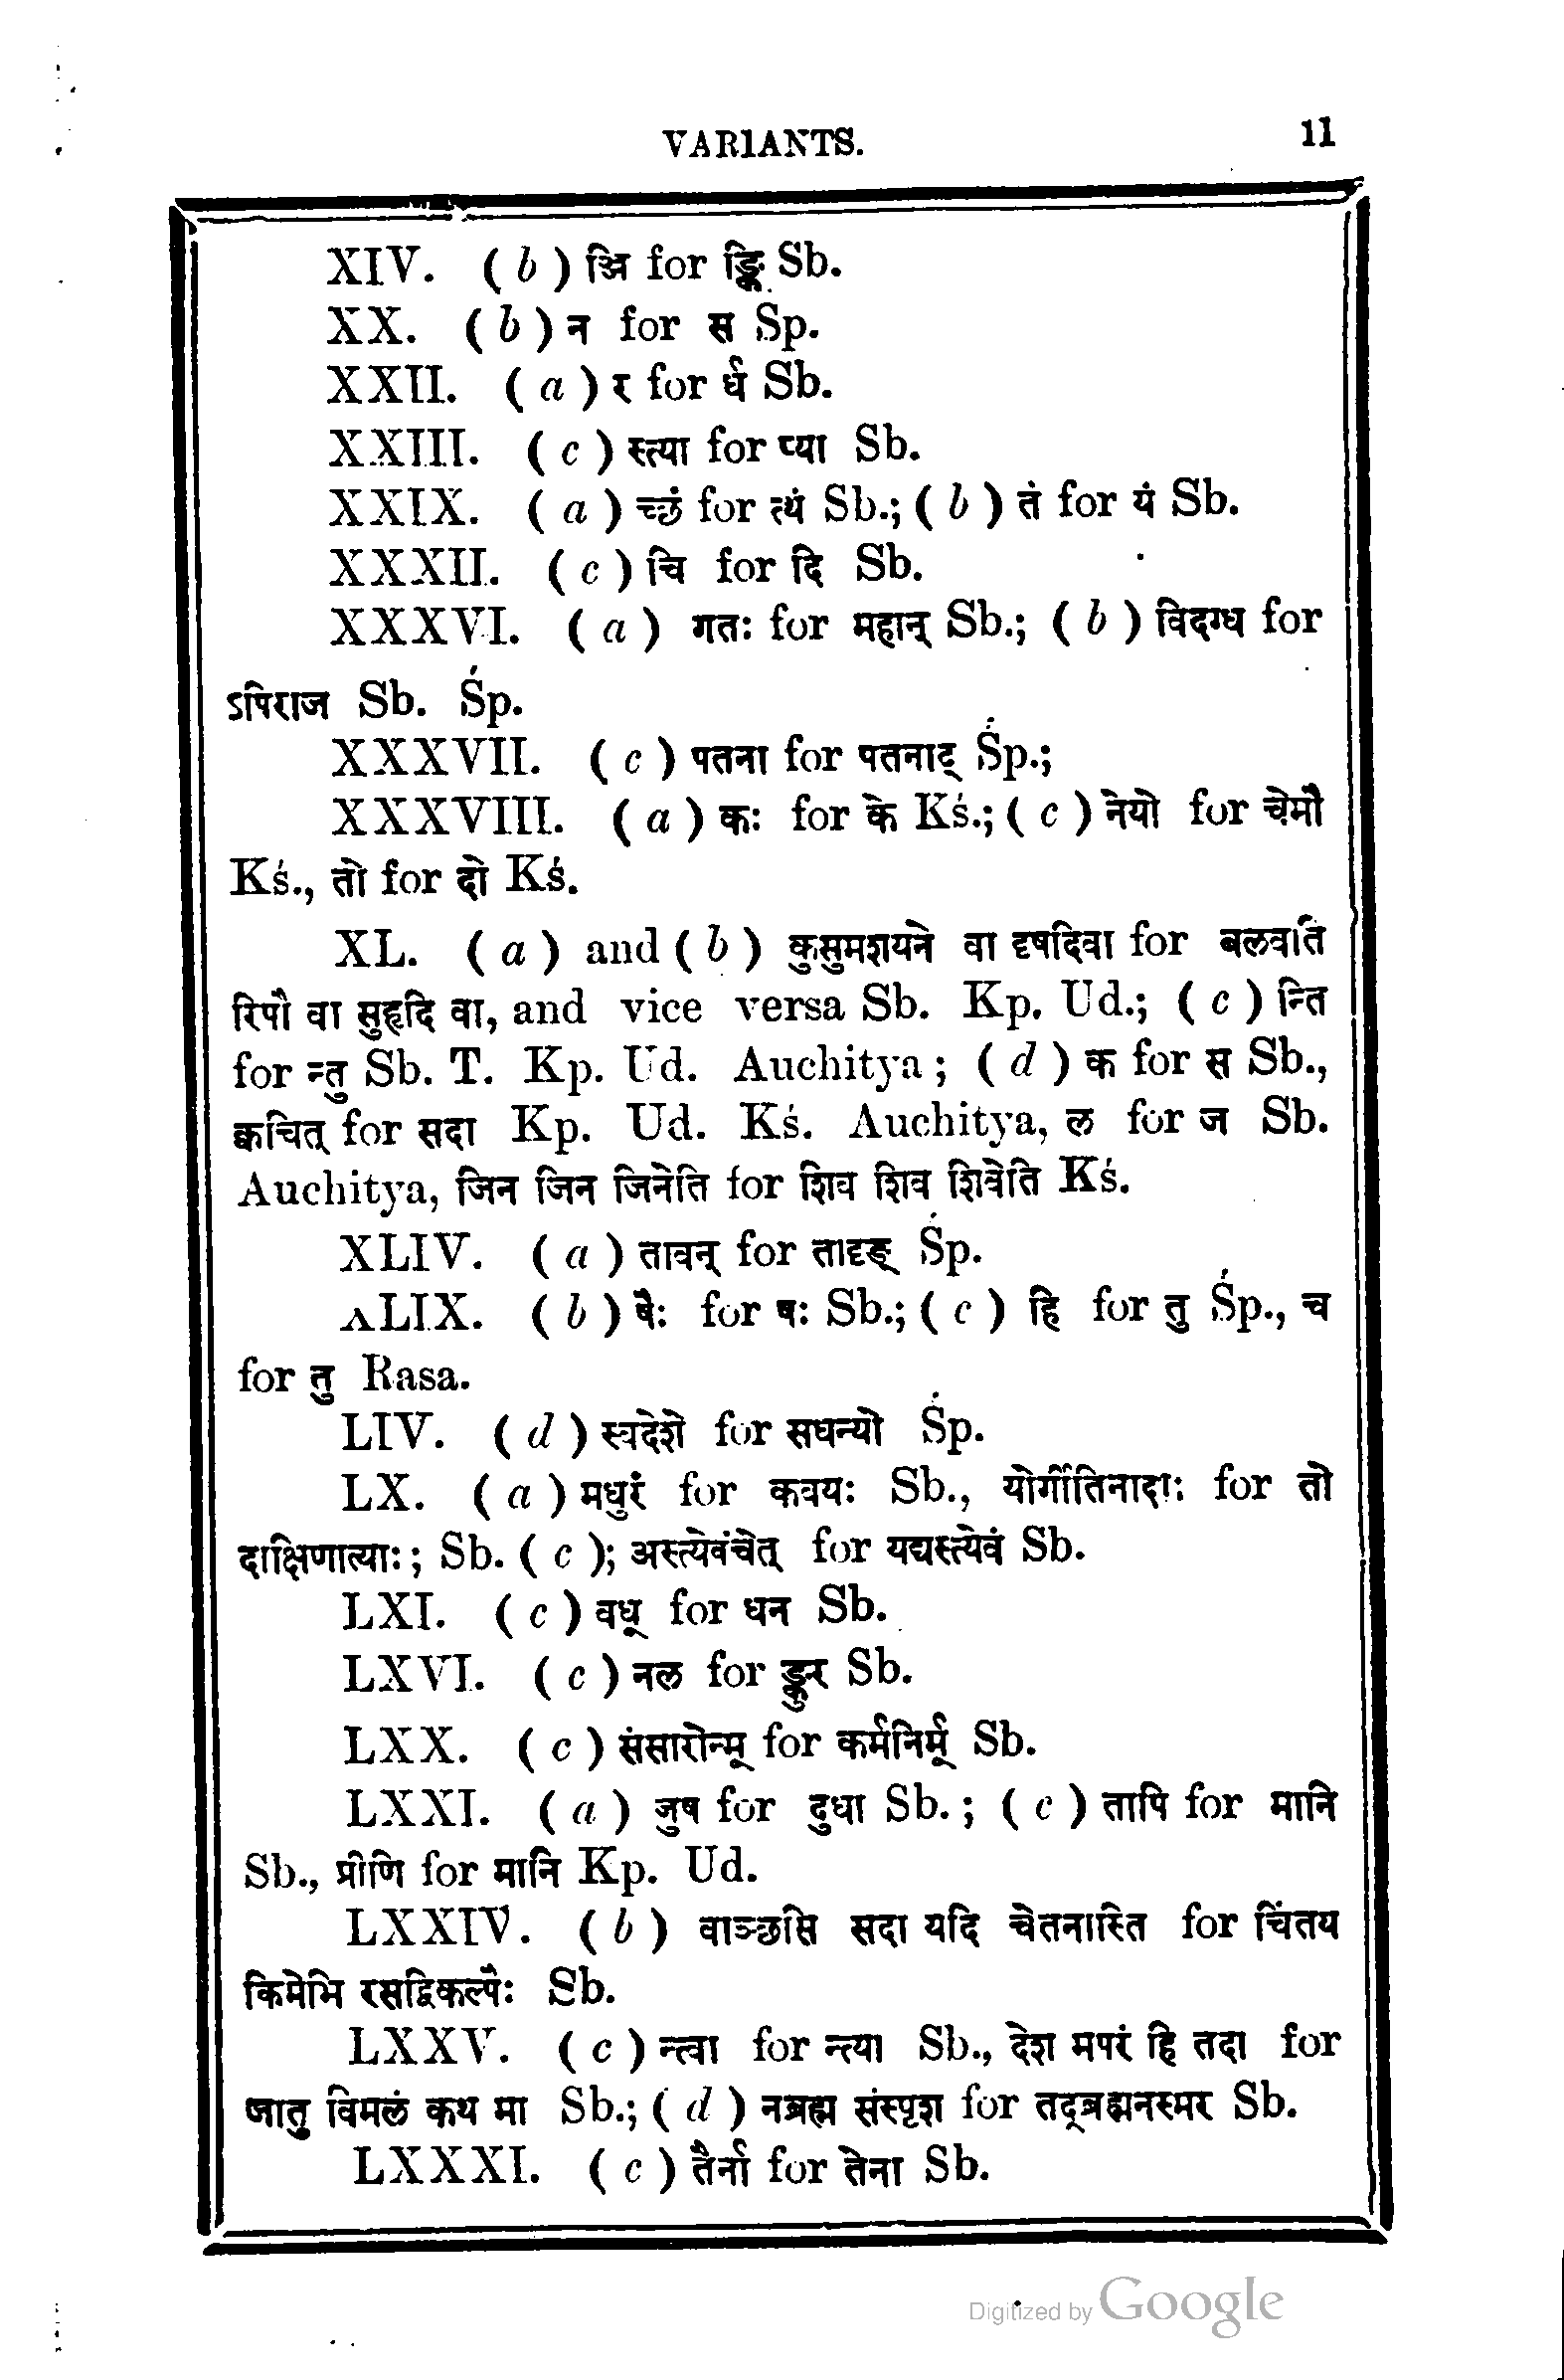 VARIANTS. 11
XIV. ( b ) ञ्जि for ङ्कि Sb.
XX. ( b ) न for स Sp.
XXII. ( a ) र for र्ध Sb.
XXIII. ( c ) स्त्या for प्या Sb.
XXIX. ( a ) च्छं for त्यं Sb.; ( b ) तं for यं Sb.
XXXII. ( c ) चि for दि Sb.
XXXVI. ( a ) गतः for महान् Sb.; ( b ) विदग्ध for
ऽपिराज Sb. Śp.
XXXVII. ( c ) पतना for पतनाद् Śp.;
XXXVIII. ( a ) कः for के Kś.; ( c ) नेयो for चेमौ
Kś., तो for दो Kś.
XL. ( a ) and ( b ) कुसुमशयने वा दृषदिवा for बलवति
रिपौ वा सुहृदि वा, and vice versa Sb. Kp. Ud.; ( c ) न्ति
for न्तु Sb. T. Kp. Ud. Auchitya; ( d ) क for स Sb.,
क्वचित् for सदा Kp. Ud. Kś. Auchitya, ल for ज Sb.
Auchitya, जिन जिन जिनेति for शिव शिव शिवेति Kś.
XLIV. ( a ) तावन् for तादृङ् Śp.
XLIX. ( b ) षैः for षः Sb.; ( c ) हि for तु Śp., च
for तु Rasa.
LIV. ( d ) स्वदेशे for सधन्यो Śp.
LX. ( a ) मधुरं for कवयः Sb., योर्गीतिनादाः for तो
दाक्षिणात्याः; Sb. ( c ); अस्त्येवंचेत् for यद्यस्त्येवं Sb.
LXI. ( c ) वधू for धन Sb.
LXVI. ( c ) नल for ङ्कुर Sb.
LXX. ( c ) संसारोन्मू for कर्मनिर्मू Sb.
LXXI. ( a ) जुष for दुधा Sb.; ( c ) तापि for मानि
Sb., प्रीणि for मानि Kp. Ud.
LXXIV. ( b ) वाञ्छसि सदा यदि चेतनास्ति for चिंतय
किमेभि रसद्विकल्पैः Sb.
LXXV. ( c ) न्त्वा for न्त्या Sb., देश मपरं हि तदा for
जातु विमलं कथ मा Sb.; ( d ) नब्रह्म संस्पृश for तद्ब्रह्मनस्मर Sb.
LXXXI. ( c ) तैर्ना for तेना Sb.
Digitized by Google